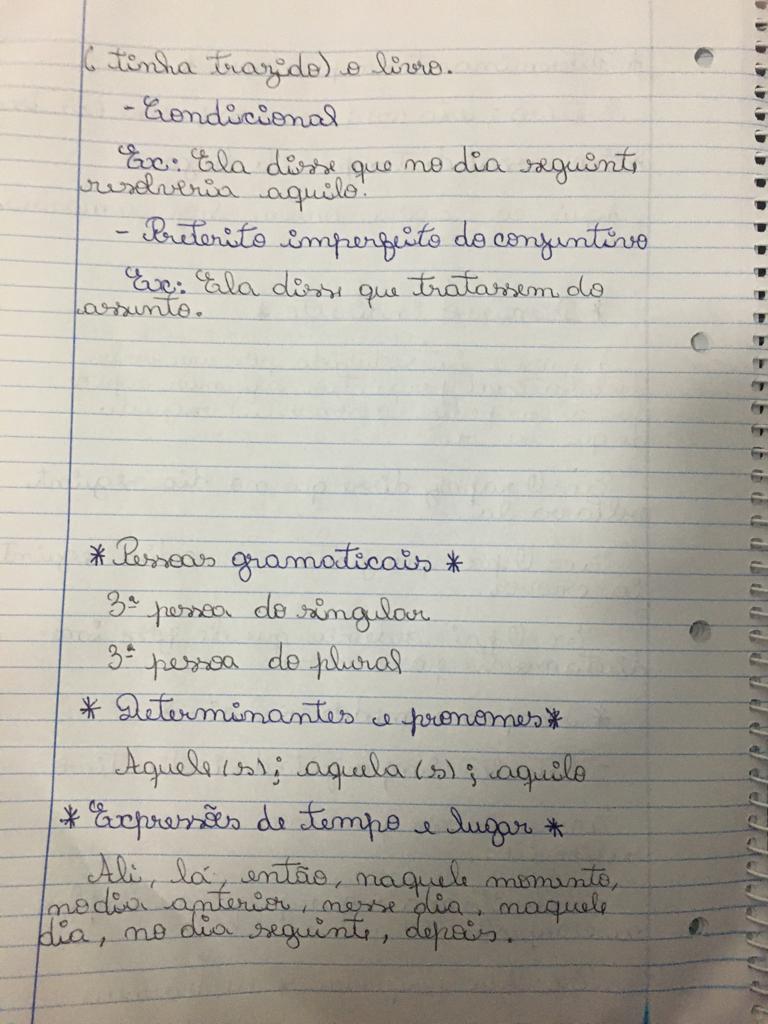 ( tinha trazido) o livro.
- Condicional
Ex: Ela disse que no dia seguinte
resolveria aquilo.
- Preterito imperfeito do conjuntivo
Ex: Ela disse que tratassem do
assunto.
* Pessoas gramaticais *
3ª pessoa do singular
3ª pessoa do plural
* Determinantes e pronomes *
Aquele (s); aquela (s); aquilo
* Expressões de tempo e lugar *
Ali, lá, então, naquele momento,
no dia anterior, nesse dia, naquele
dia, no dia seguinte, depois.